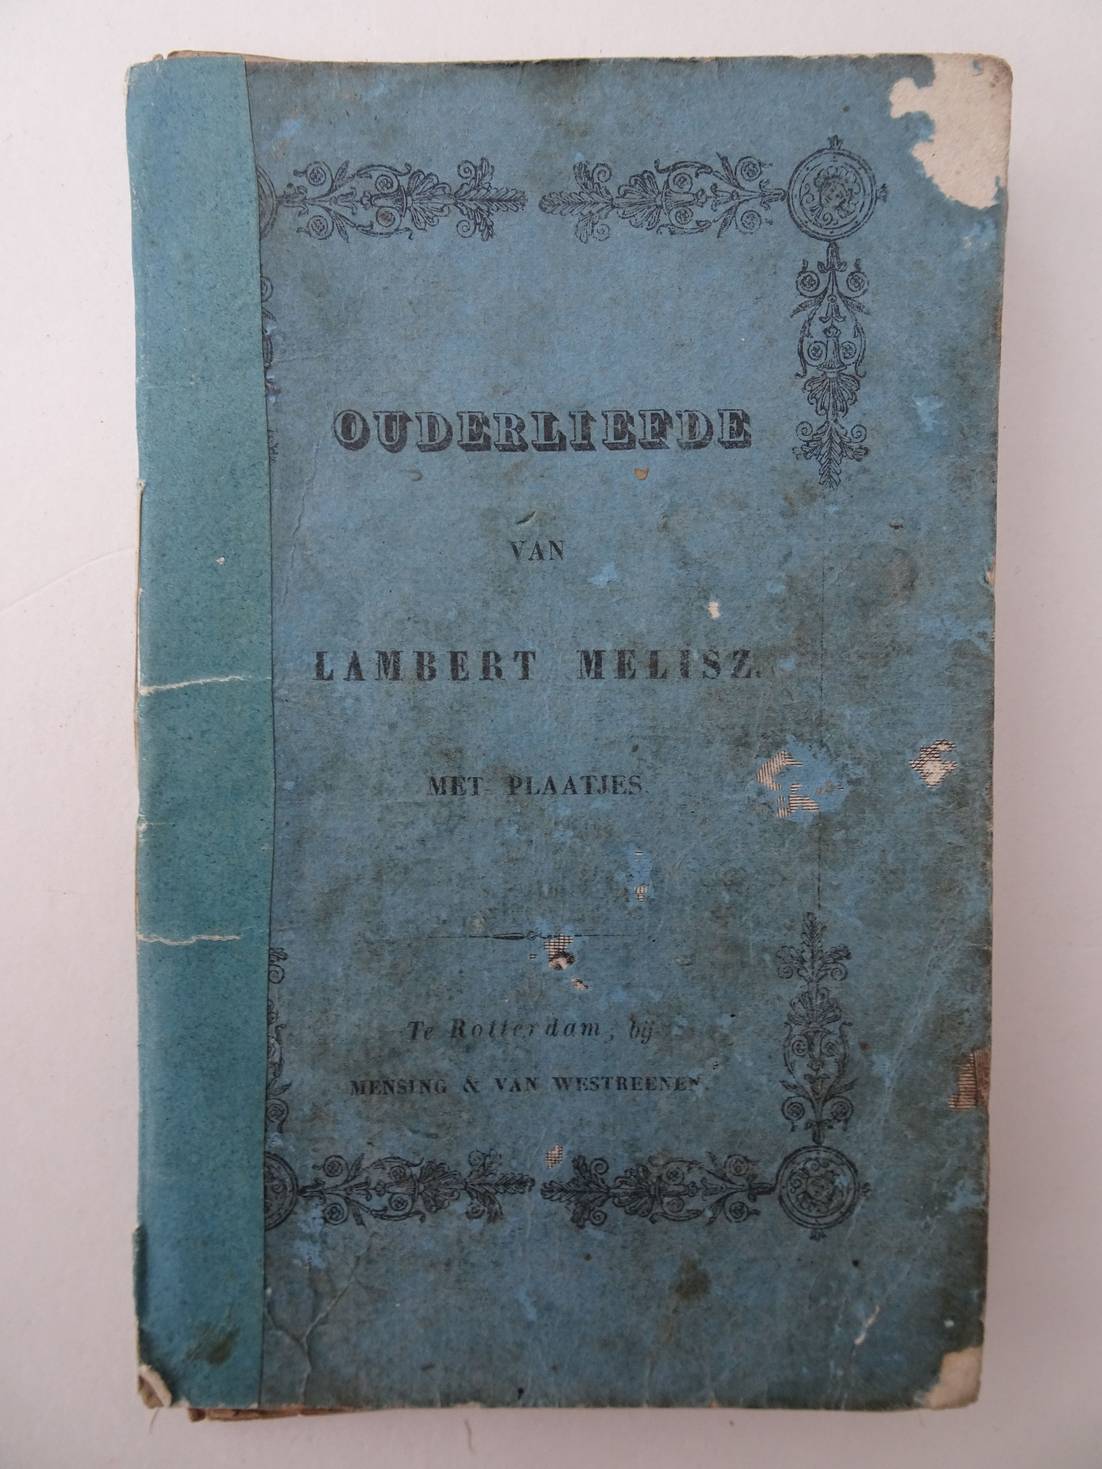 OUDERLIEFDE
VAN
LAMBERT MELISZ.
MET PLAATJES.
Te Rotterdam, bij
MENSING & VAN WESTREENEN.